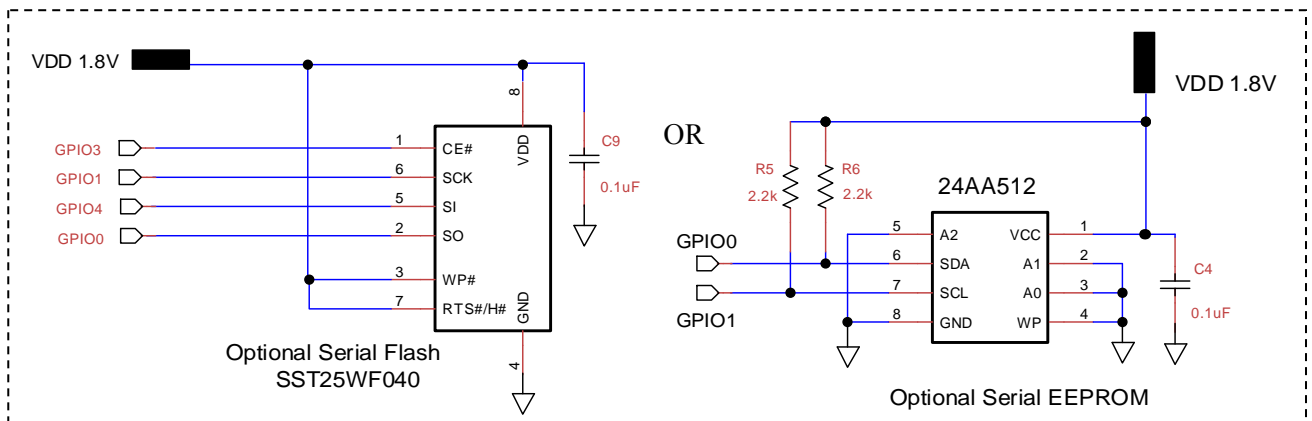 VDD 1.8V
GPIO3
GPIO1
GPIO4
GPIO0
1
6
5
2
3
7
8
4
CE#
SCK
SI
SO
WP#
RTS#/H#
VDD
GND
C9
0.1uF
Optional Serial Flash
SST25WF040
OR
VDD 1.8V
R5
2.2k
R6
2.2k
24AA512
GPIO0
GPIO1
5
6
7
8
A2
SDA
SCL
GND
VCC
A1
A0
WP
1
2
3
4
C4
0.1uF
Optional Serial EEPROM